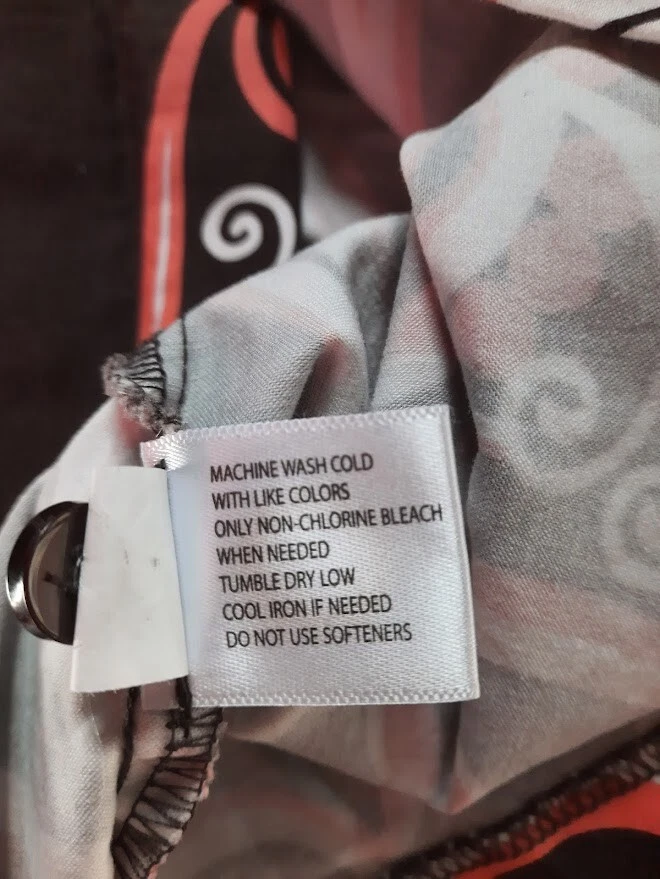 MACHINE WASH COLD
WITH LIKE COLORS
ONLY NON-CHLORINE BLEACH
WHEN NEEDED
TUMBLE DRY LOW
COOL IRON IF NEEDED
DO NOT USE SOFTENERS